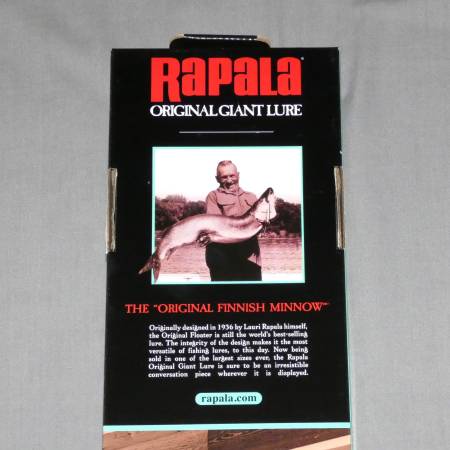 RAPALA
ORIGINAL GIANT LURE
THE "ORIGINAL FINNISH MINNOW"
Originally designed in 1936 by Lauri Rapala himself,
the Original Floater is still the world's best-selling
lure. The integrity of the design makes it the most
versatile of fishing lures, to this day. Now being
sold in one of the largest sizes ever, the Rapala
Original Giant Lure is sure to be an irresistible
conversation piece wherever it is displayed.
rapala.com